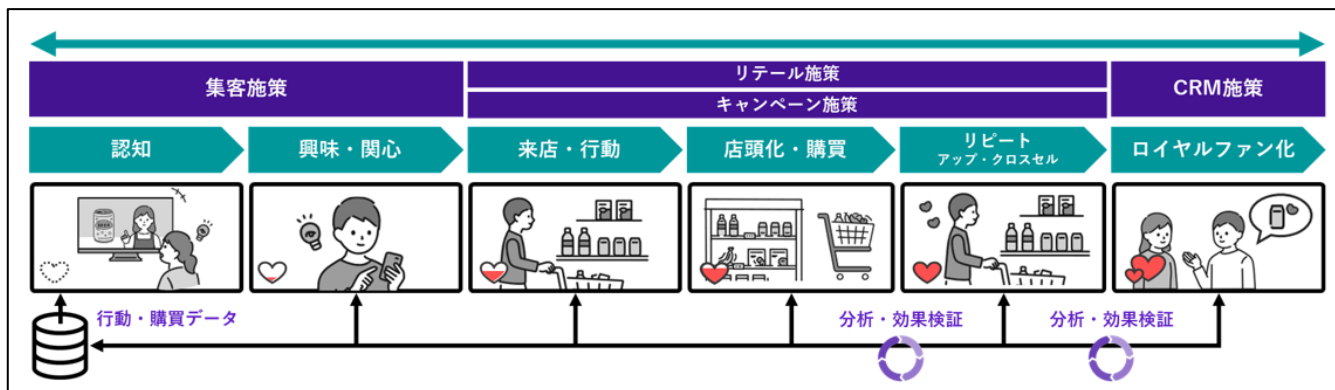 集客施策
リテール施策
キャンペーン施策
CRM施策
認知
興味・関心
来店・行動
店頭化・購買
リピート
アップ・クロスセル
ロイヤルファン化
BEER
行動・購買データ
分析・効果検証
分析・効果検証